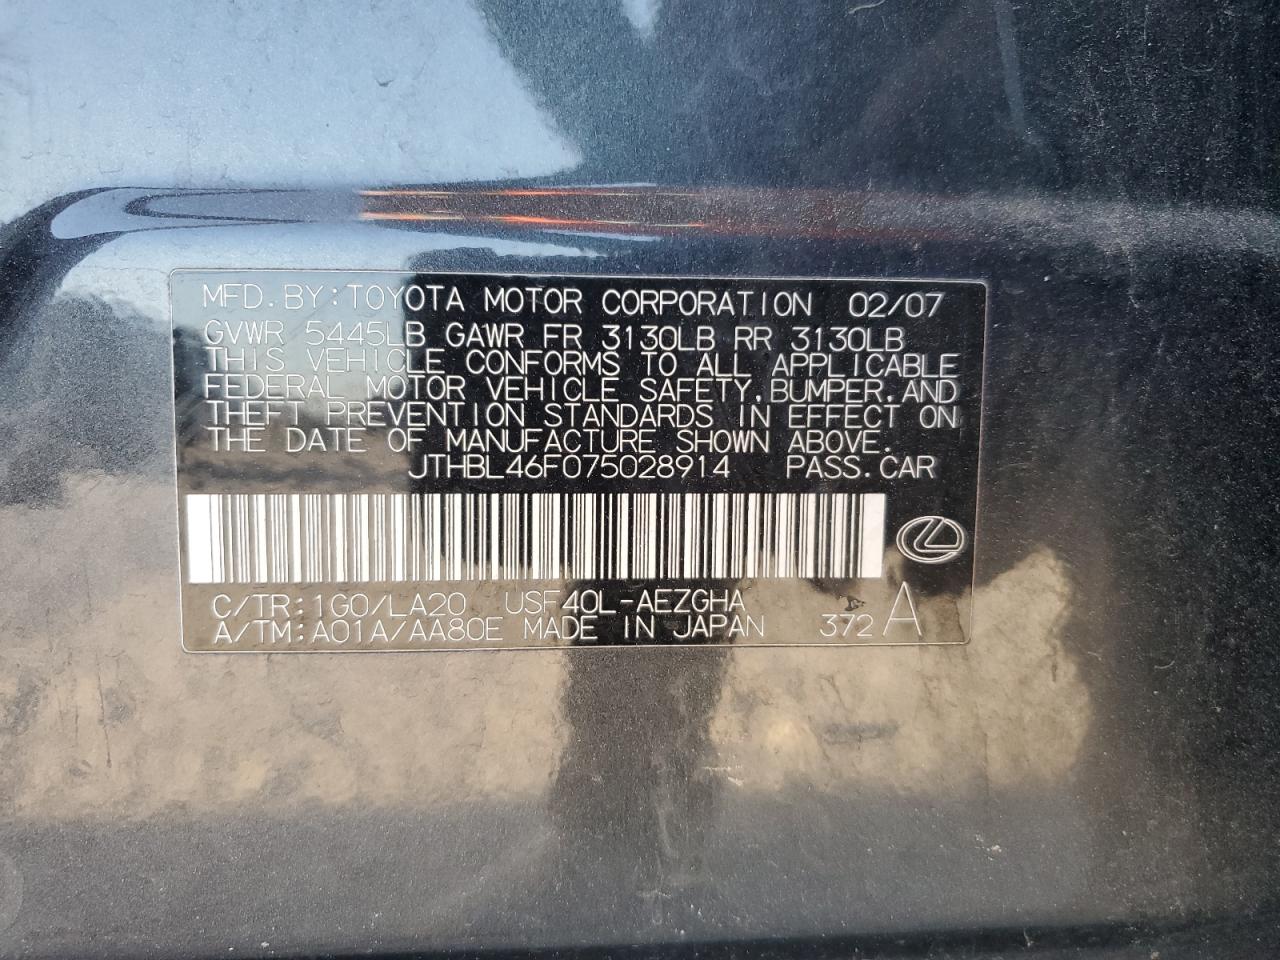 MFD.BY:TOYOTA MOTOR CORPORATION 02/07
GVWR 5445LB GAWR FR 3130LB RR 3130LB
THIS VEHICLE CONFORMS TO ALL APPLICABLE
FEDERAL MOTOR VEHICLE SAFETY,BUMPER,AND
THEFT PREVENTION STANDARDS IN EFFECT ON
THE DATE OF MANUFACTURE SHOWN ABOVE.
JTHBL46F075028914 PASS.CAR
C/TR:1G0/LA20 USF40L-AEZGHA
A/TM:A01A/AA80E MADE IN JAPAN 372 A